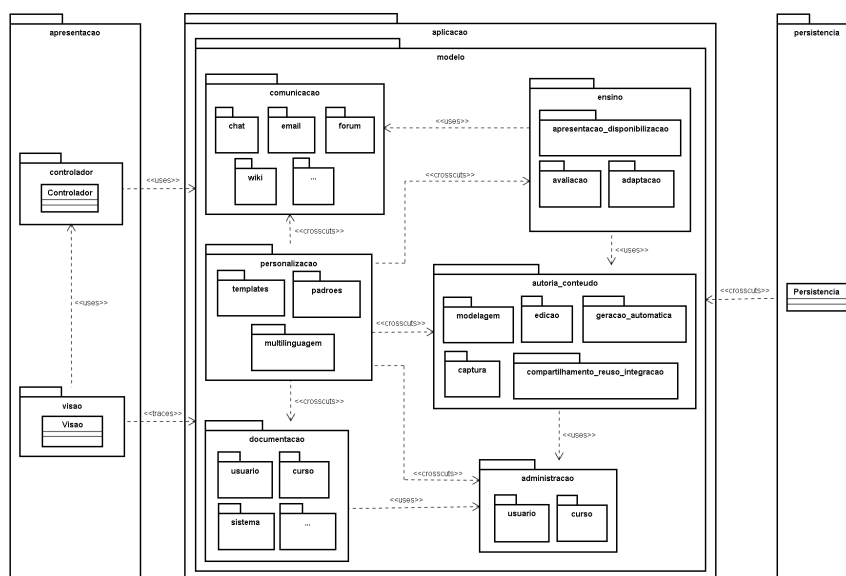 apresentacao
aplicacao
persistencia
modelo
comunicacao
chat
email
forum
wiki
...
ensino
apresentacao_disponibilizacao
avaliacao
adaptacao
<<uses>>
controlador
Controlador
<<uses>>
<<crosscuts>>
<<crosscuts>>
<<uses>>
personalizacao
templates
padroes
multilinguagem
autoria_conteudo
modelagem
edicao
geracao_automatica
captura
compartilhamento_reuso_integracao
<<crosscuts>>
<<crosscuts>>
Persistencia
<<uses>>
<<crosscuts>>
visao
Visao
<<traces>>
<<uses>>
documentacao
usuario
curso
sistema
...
<<crosscuts>>
<<uses>>
administracao
usuario
curso